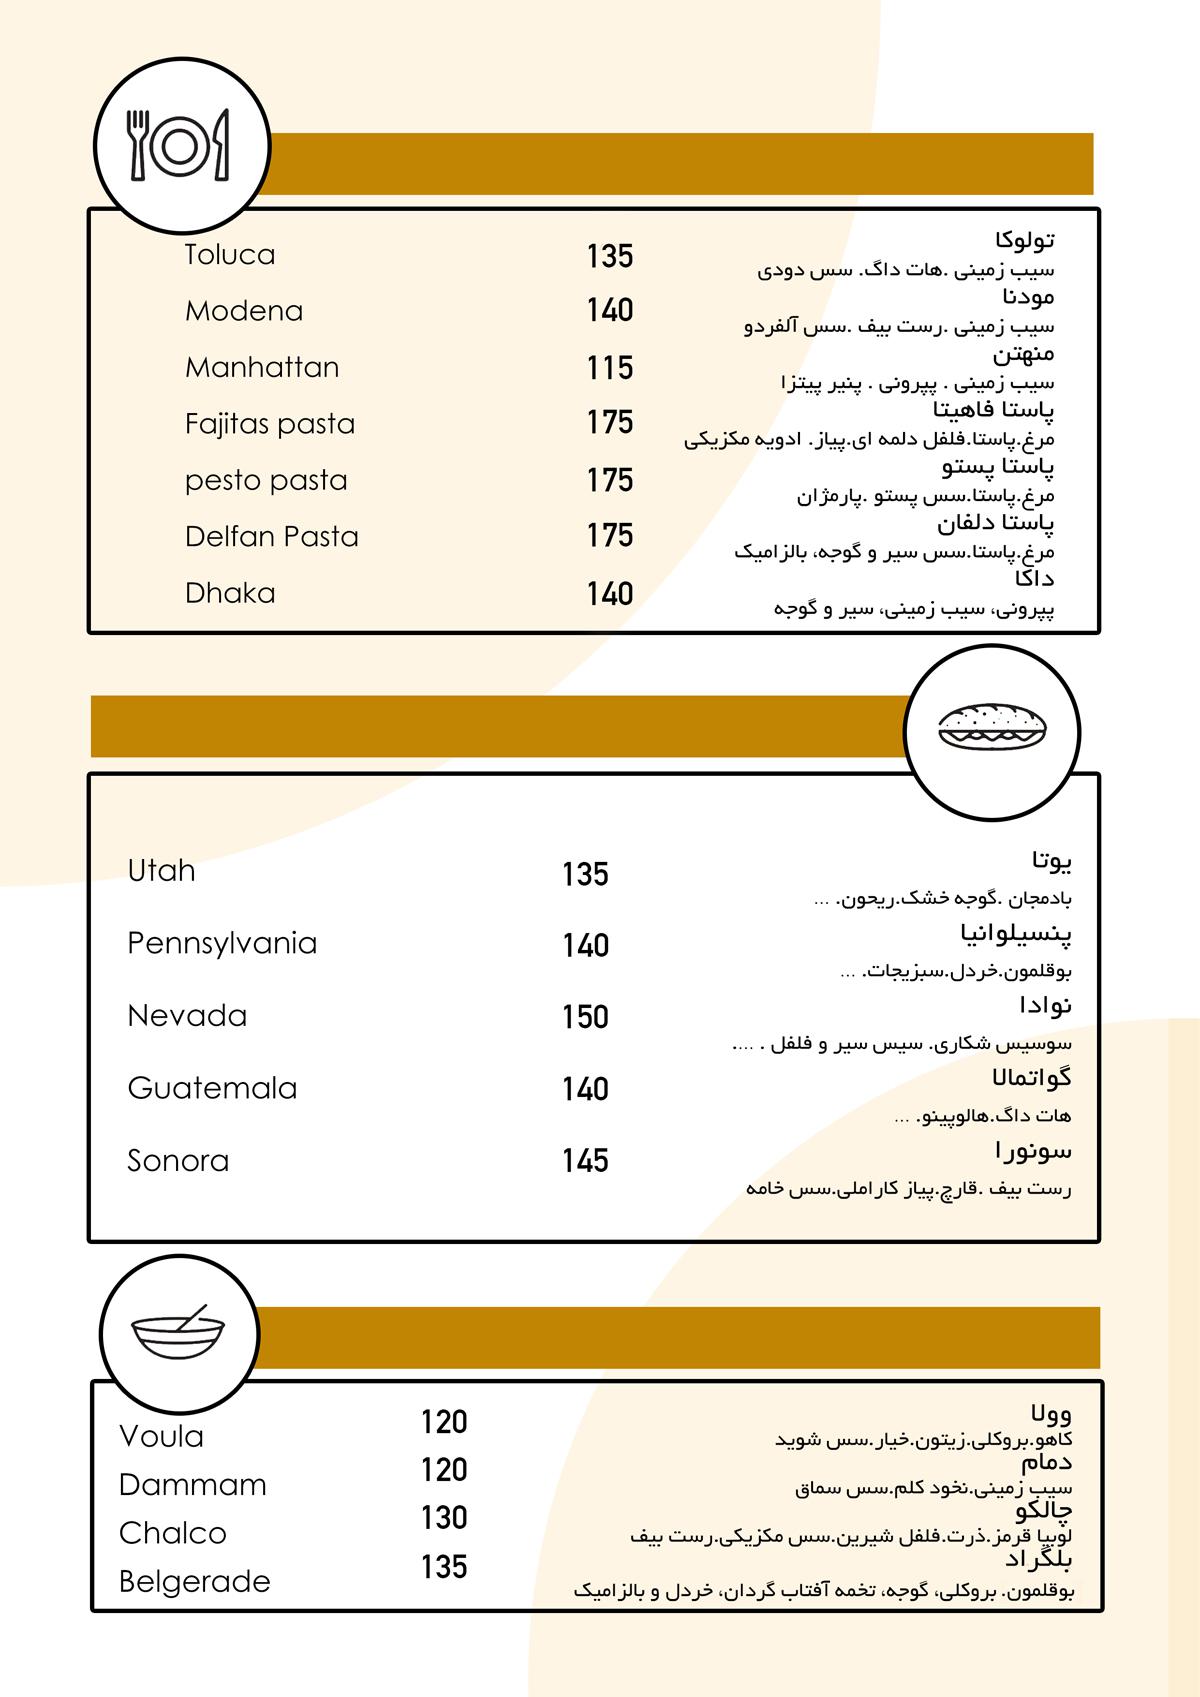 Toluca 135 تولوکا
سیب زمینی .هات داگ. سس دودی
Modena 140 مودنا
سیب زمینی .رست بیف .سس آلفردو
Manhattan 115 منهتن
سیب زمینی . پپرونی . پنیر پیتزا
Fajitas pasta 175 پاستا فاهیتا
مرغ.پاستا.فلفل دلمه ای.پیاز. ادویه مکزیکی
pesto pasta 175 پاستا پستو
مرغ.پاستا.سس پستو .پارمژان
Delfan Pasta 175 پاستا دلفان
مرغ.پاستا.سس سیر و گوجه، بالزامیک
Dhaka 140 داکا
پپرونی، سیب زمینی، سیر و گوجه
Utah 135 یوتا
بادمجان .گوجه خشک.ریحون. ...
Pennsylvania 140 پنسیلوانیا
بوقلمون.خردل.سبزیجات. ...
Nevada 150 نوادا
سوسیس شکاری. سیس سیر و فلفل . ....
Guatemala 140 گواتمالا
هات داگ.هالوپینو. ...
Sonora 145 سونورا
رست بیف .قارچ.پیاز کاراملی.سس خامه
Voula 120 وولا
کاهو.بروکلی.زیتون.خیار.سس شوید
Dammam 120 دمام
سیب زمینی.نخود کلم.سس سماق
Chalco 130 چالکو
لوبیا قرمز.ذرت.فلفل شیرین.سس مکزیکی.رست بیف
Belgerade 135 بلگراد
بوقلمون. بروکلی، گوجه، تخمه آفتاب گردان، خردل و بالزامیک